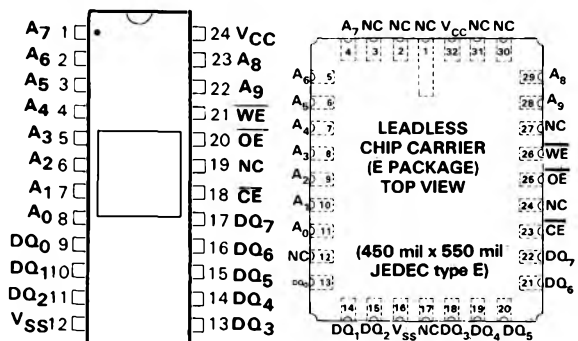 A7 1
A6 2
A5 3
A4 4
A3 5
A2 6
A1 7
A0 8
DQ0 9
DQ1 10
DQ2 11
VSS 12
24 VCC
23 A8
22 A9
21 WE
20 OE
19 NC
18 CE
17 DQ7
16 DQ6
15 DQ5
14 DQ4
13 DQ3
A7 NC NC NC VCC NC NC
4 3 2 1 32 31 30
A6 5
A5 6
A4 7
A3 8
A2 9
A1 10
A0 11
NC 12
DQ0 13
LEADLESS
CHIP CARRIER
(E PACKAGE)
TOP VIEW
(450 mil x 550 mil
JEDEC type E)
29 A8
28 A9
27 NC
26 WE
25 OE
24 NC
23 CE
22 DQ7
21 DQ6
14 15 16 17 18 19 20
DQ1 DQ2 VSS NC DQ3 DQ4 DQ5